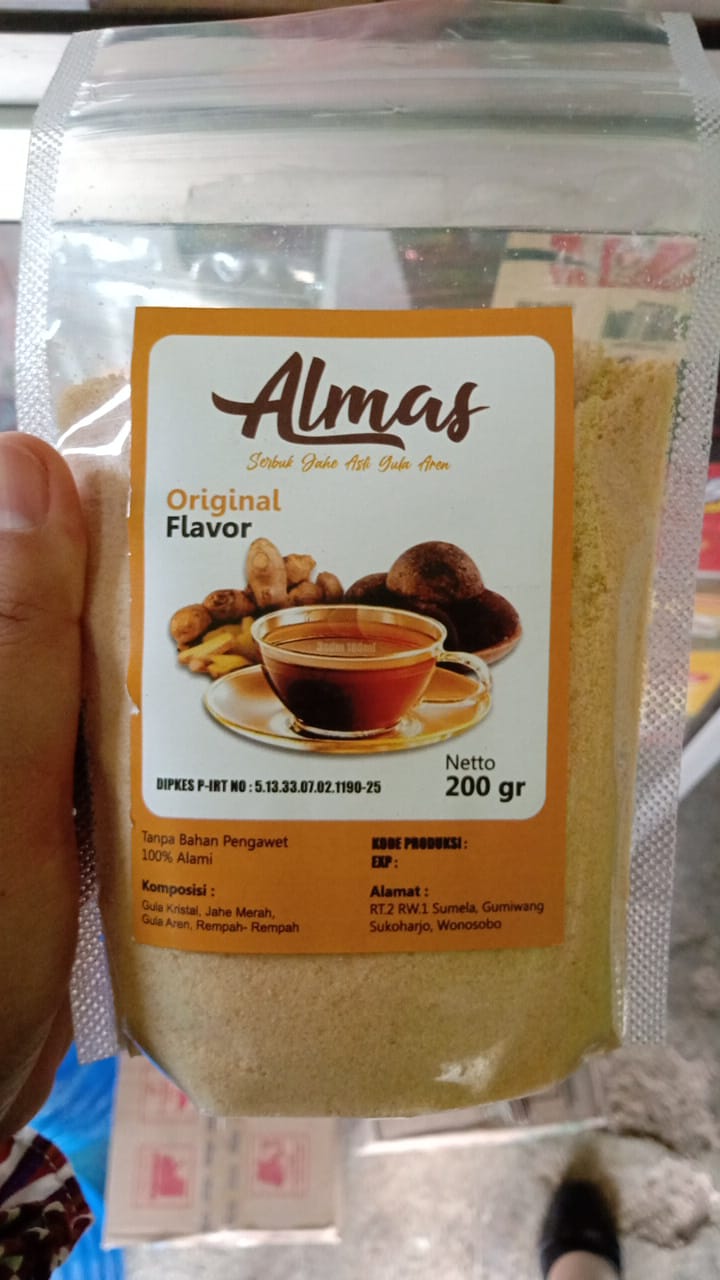 Almas
Serbuk Jahe Asli Gula Aren
Original
Flavor
Netto
200 gr
DIPKES P-IRT NO : 5.13.33.07.02.1190-25
Tanpa Bahan Pengawet
100% Alami
Komposisi :
Gula Kristal, Jahe Merah,
Gula Aren, Rempah- Rempah
KODE PRODUKSI :
EXP :
Alamat :
RT.2 RW.1 Sumela, Gumiwang
Sukoharjo, Wonosobo